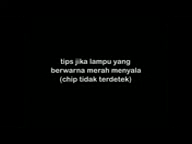 tips jika lampu yang
berwarna merah menyala
(chip tidak terdetek)